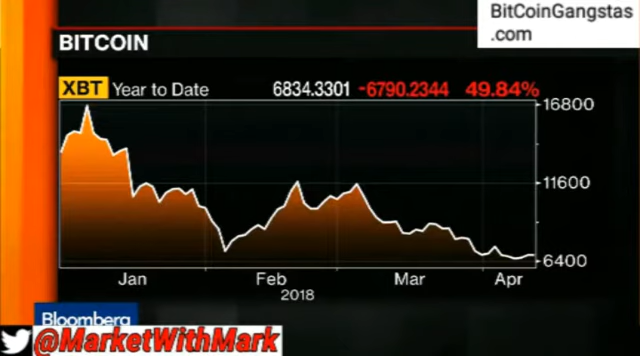 BitCoinGangstas
.com
BITCOIN
XBT Year to Date 6834.3301 -6790.2344 49.84%
16800
11600
6400
Jan Feb Mar Apr
2018
Bloomberg
@MarketWithMark